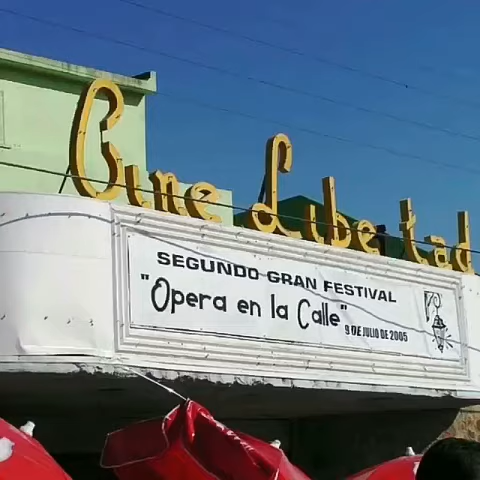 Cine Libertad
SEGUNDO GRAN FESTIVAL
"Opera en la Calle"
9 DE JULIO DE 2005